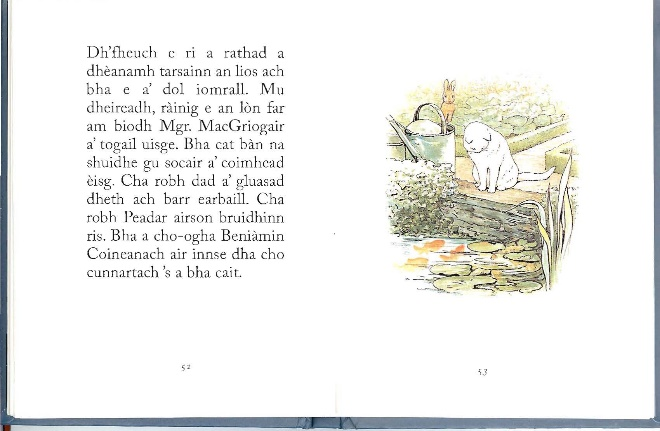 Dh'fheuch e ri a rathad a
dhèanamh tarsainn an lios ach
bha e a' dol iomrall. Mu
dheireadh, ràinig e an lòn far
am biodh Mgr. MacGriogair
a' togail uisge. Bha cat bàn na
shuidhe gu socair a' coimhead
èisg. Cha robh dad a' gluasad
dheth ach barr earbaill. Cha
robh Peadar airson bruidhinn
ris. Bha a cho-ogha Beniàmin
Coineanach air innse dha cho
cunnartach 's a bha cait.
52
53